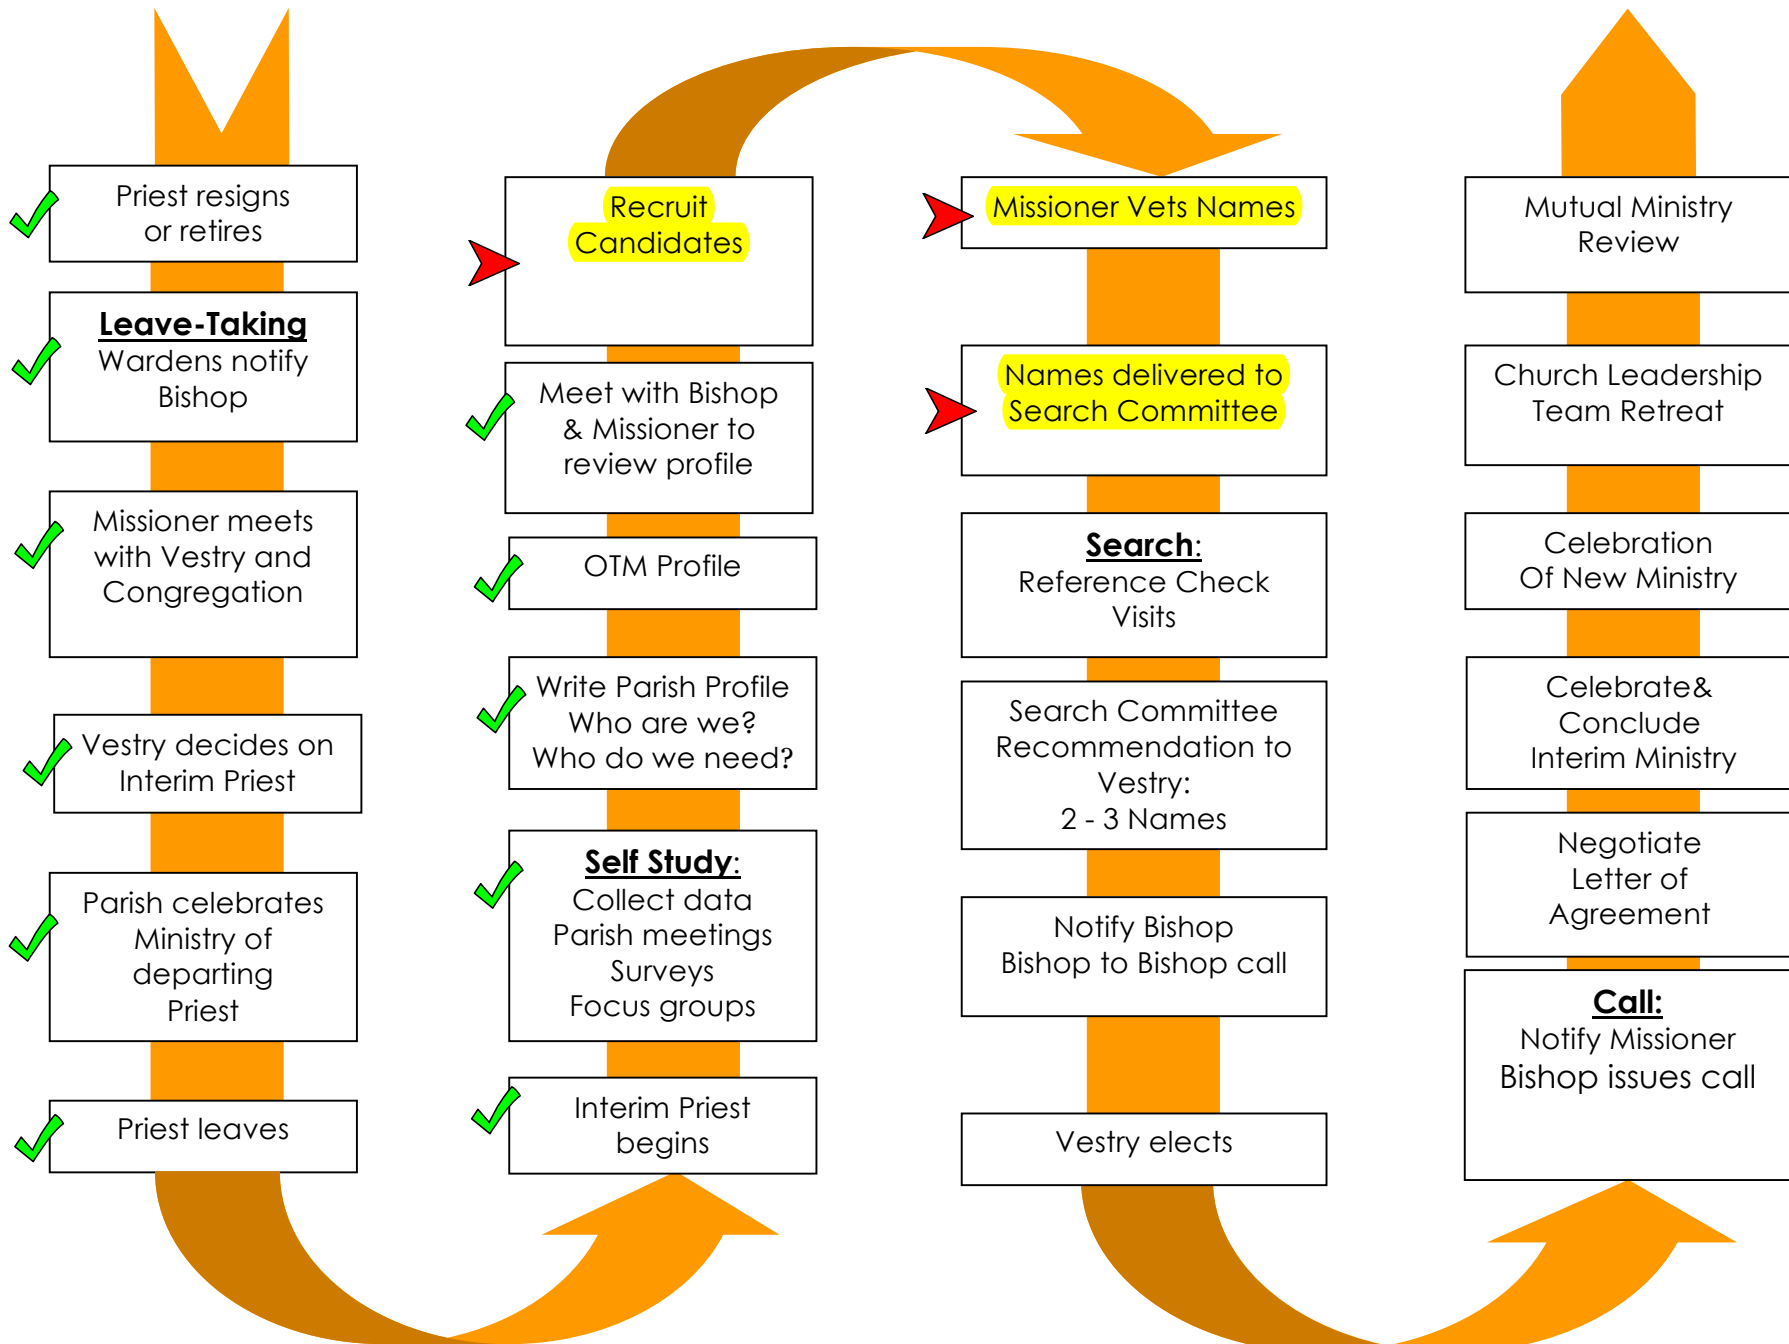 Priest resigns
or retires
Leave-Taking
Wardens notify
Bishop
Missioner meets
with Vestry and
Congregation
Vestry decides on
Interim Priest
Parish celebrates
Ministry of
departing
Priest
Priest leaves
Recruit
Candidates
Meet with Bishop
& Missioner to
review profile
OTM Profile
Write Parish Profile
Who are we?
Who do we need?
Self Study:
Collect data
Parish meetings
Surveys
Focus groups
Interim Priest
begins
Missioner Vets Names
Names delivered to
Search Committee
Search:
Reference Check
Visits
Search Committee
Recommendation to
Vestry:
2 - 3 Names
Notify Bishop
Bishop to Bishop call
Vestry elects
Mutual Ministry
Review
Church Leadership
Team Retreat
Celebration
Of New Ministry
Celebrate&
Conclude
Interim Ministry
Negotiate
Letter of
Agreement
Call:
Notify Missioner
Bishop issues call